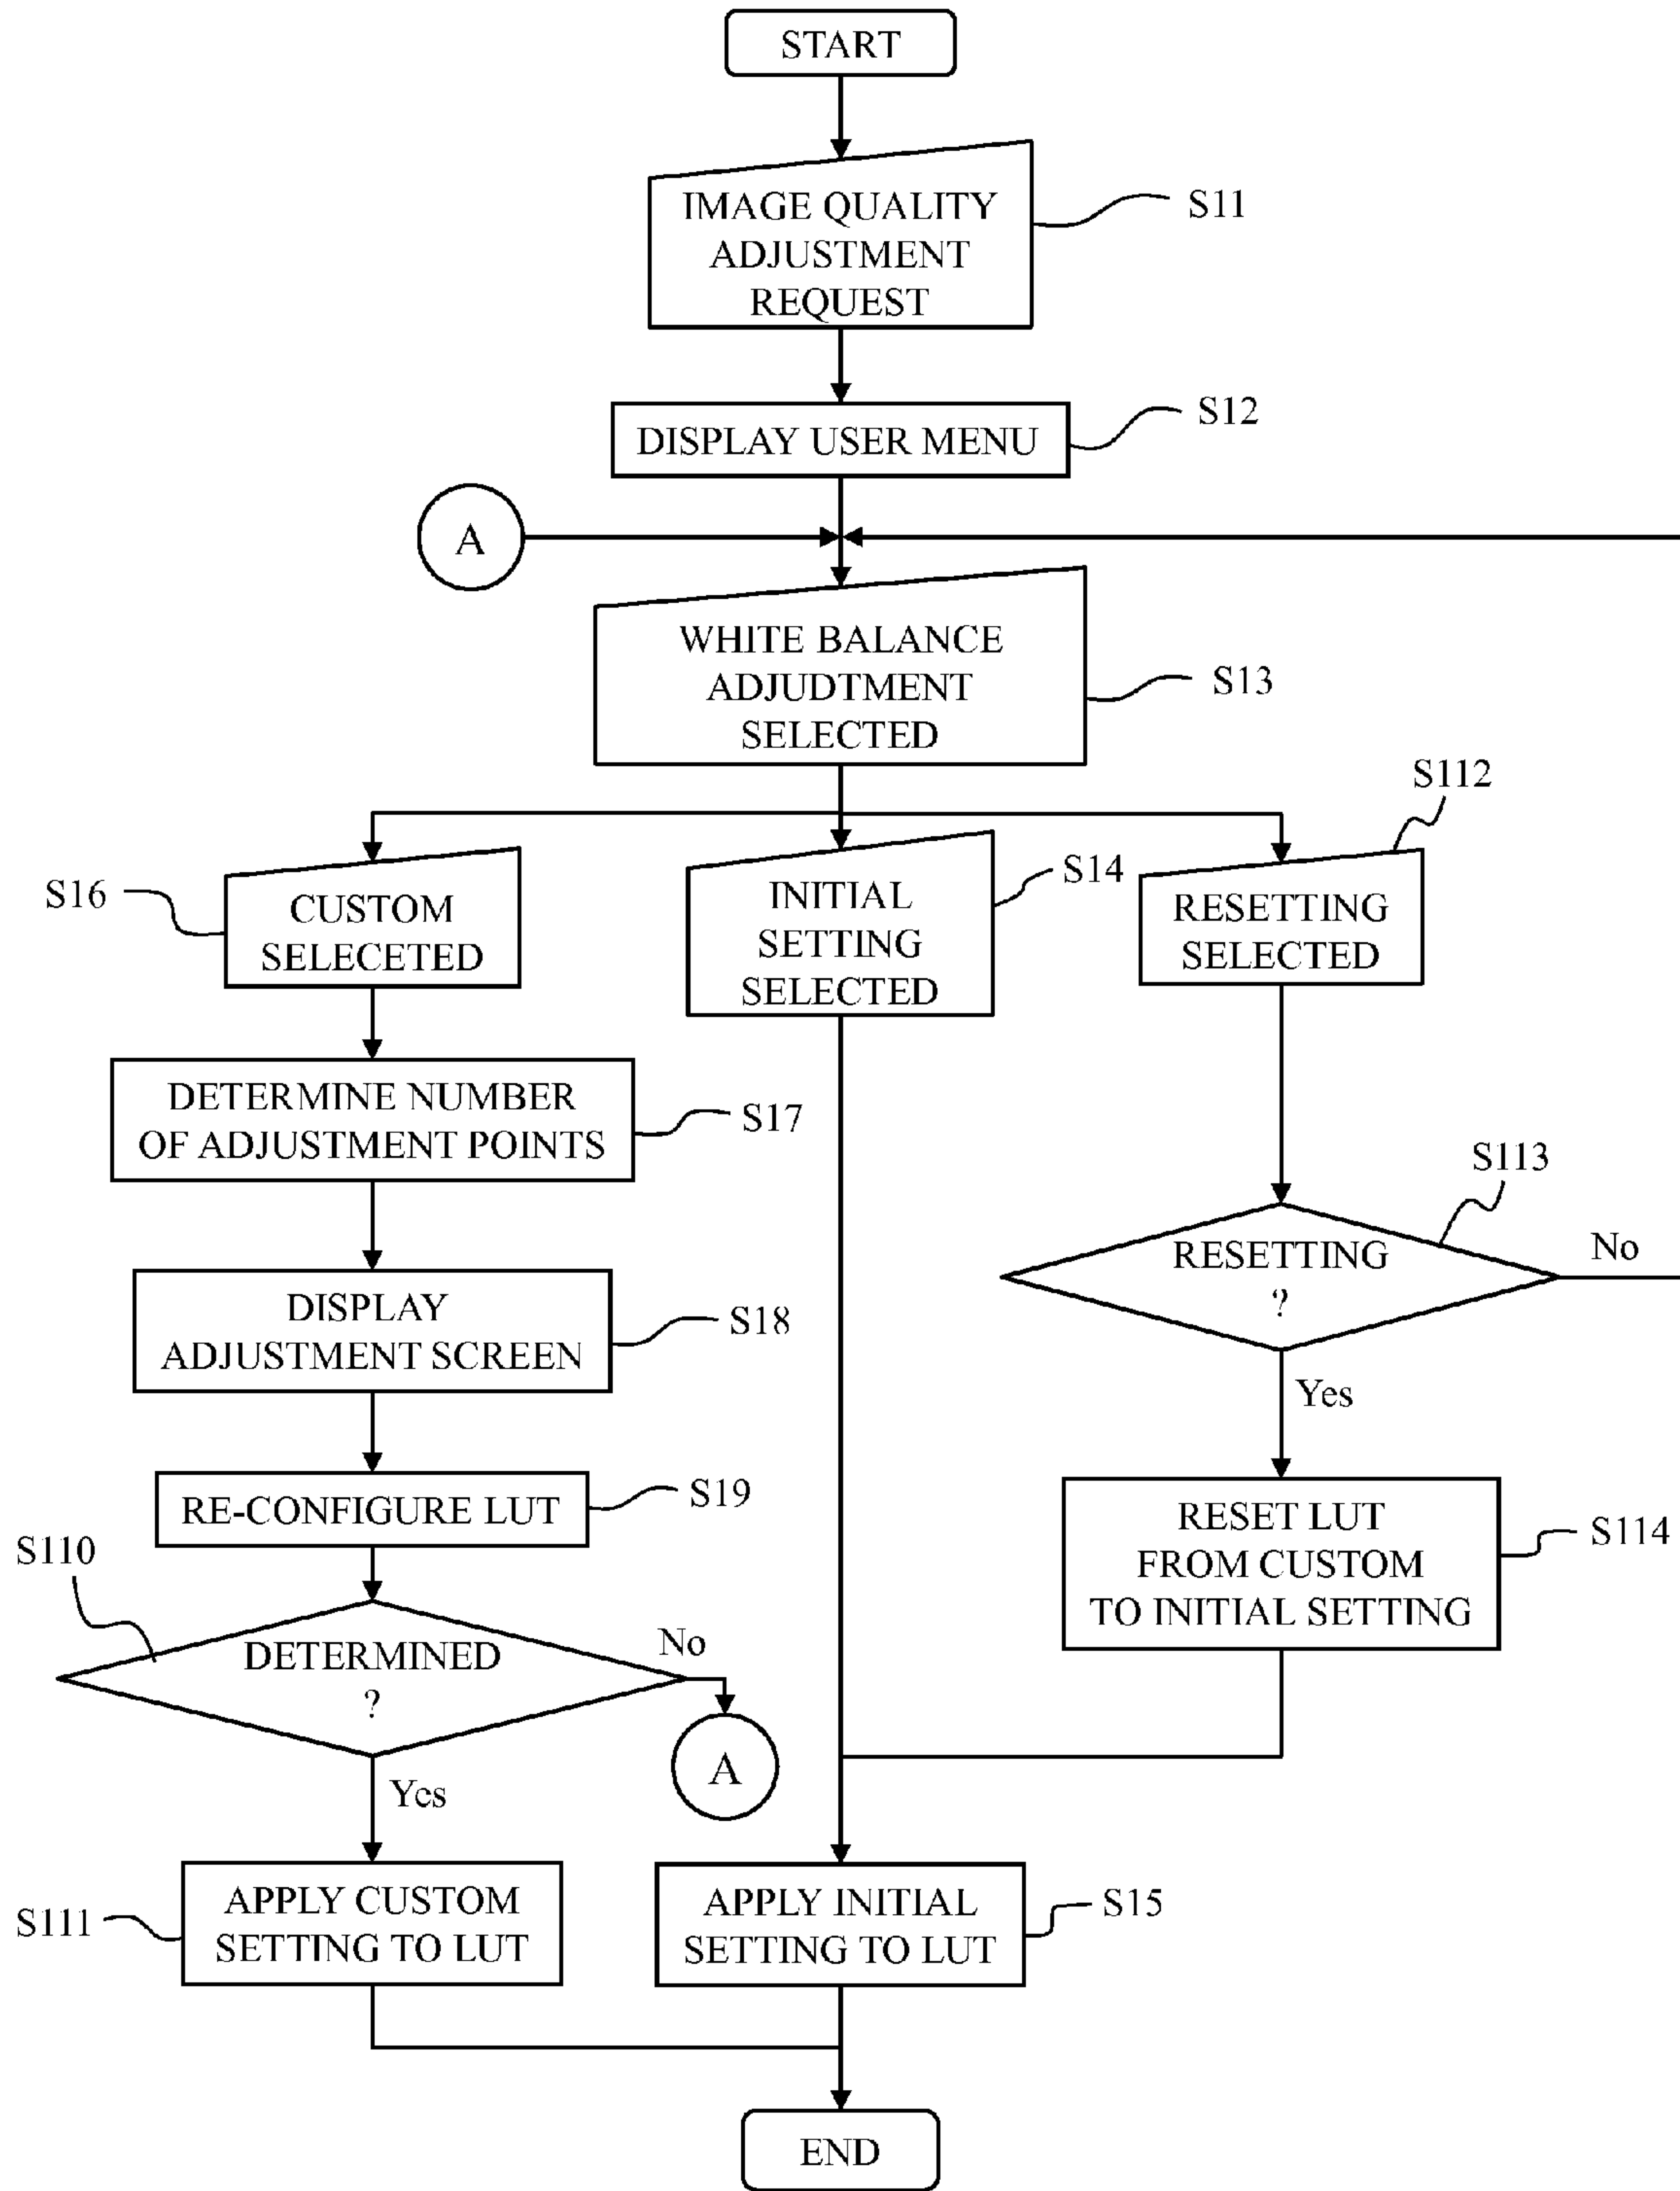 START
IMAGE QUALITY
ADJUSTMENT
REQUEST
S11
DISPLAY USER MENU
S12
A
WHITE BALANCE
ADJUDTMENT
SELECTED
S13
S112
S16
CUSTOM
SELECETED
INITIAL
SETTING
SELECTED
S14
RESETTING
SELECTED
DETERMINE NUMBER
OF ADJUSTMENT POINTS
S17
S113
RESETTING
?
No
Yes
DISPLAY
ADJUSTMENT SCREEN
S18
RE-CONFIGURE LUT
S19
RESET LUT
FROM CUSTOM
TO INITIAL SETTING
S114
S110
DETERMINED
?
No
A
Yes
S111
APPLY CUSTOM
SETTING TO LUT
APPLY INITIAL
SETTING TO LUT
S15
END